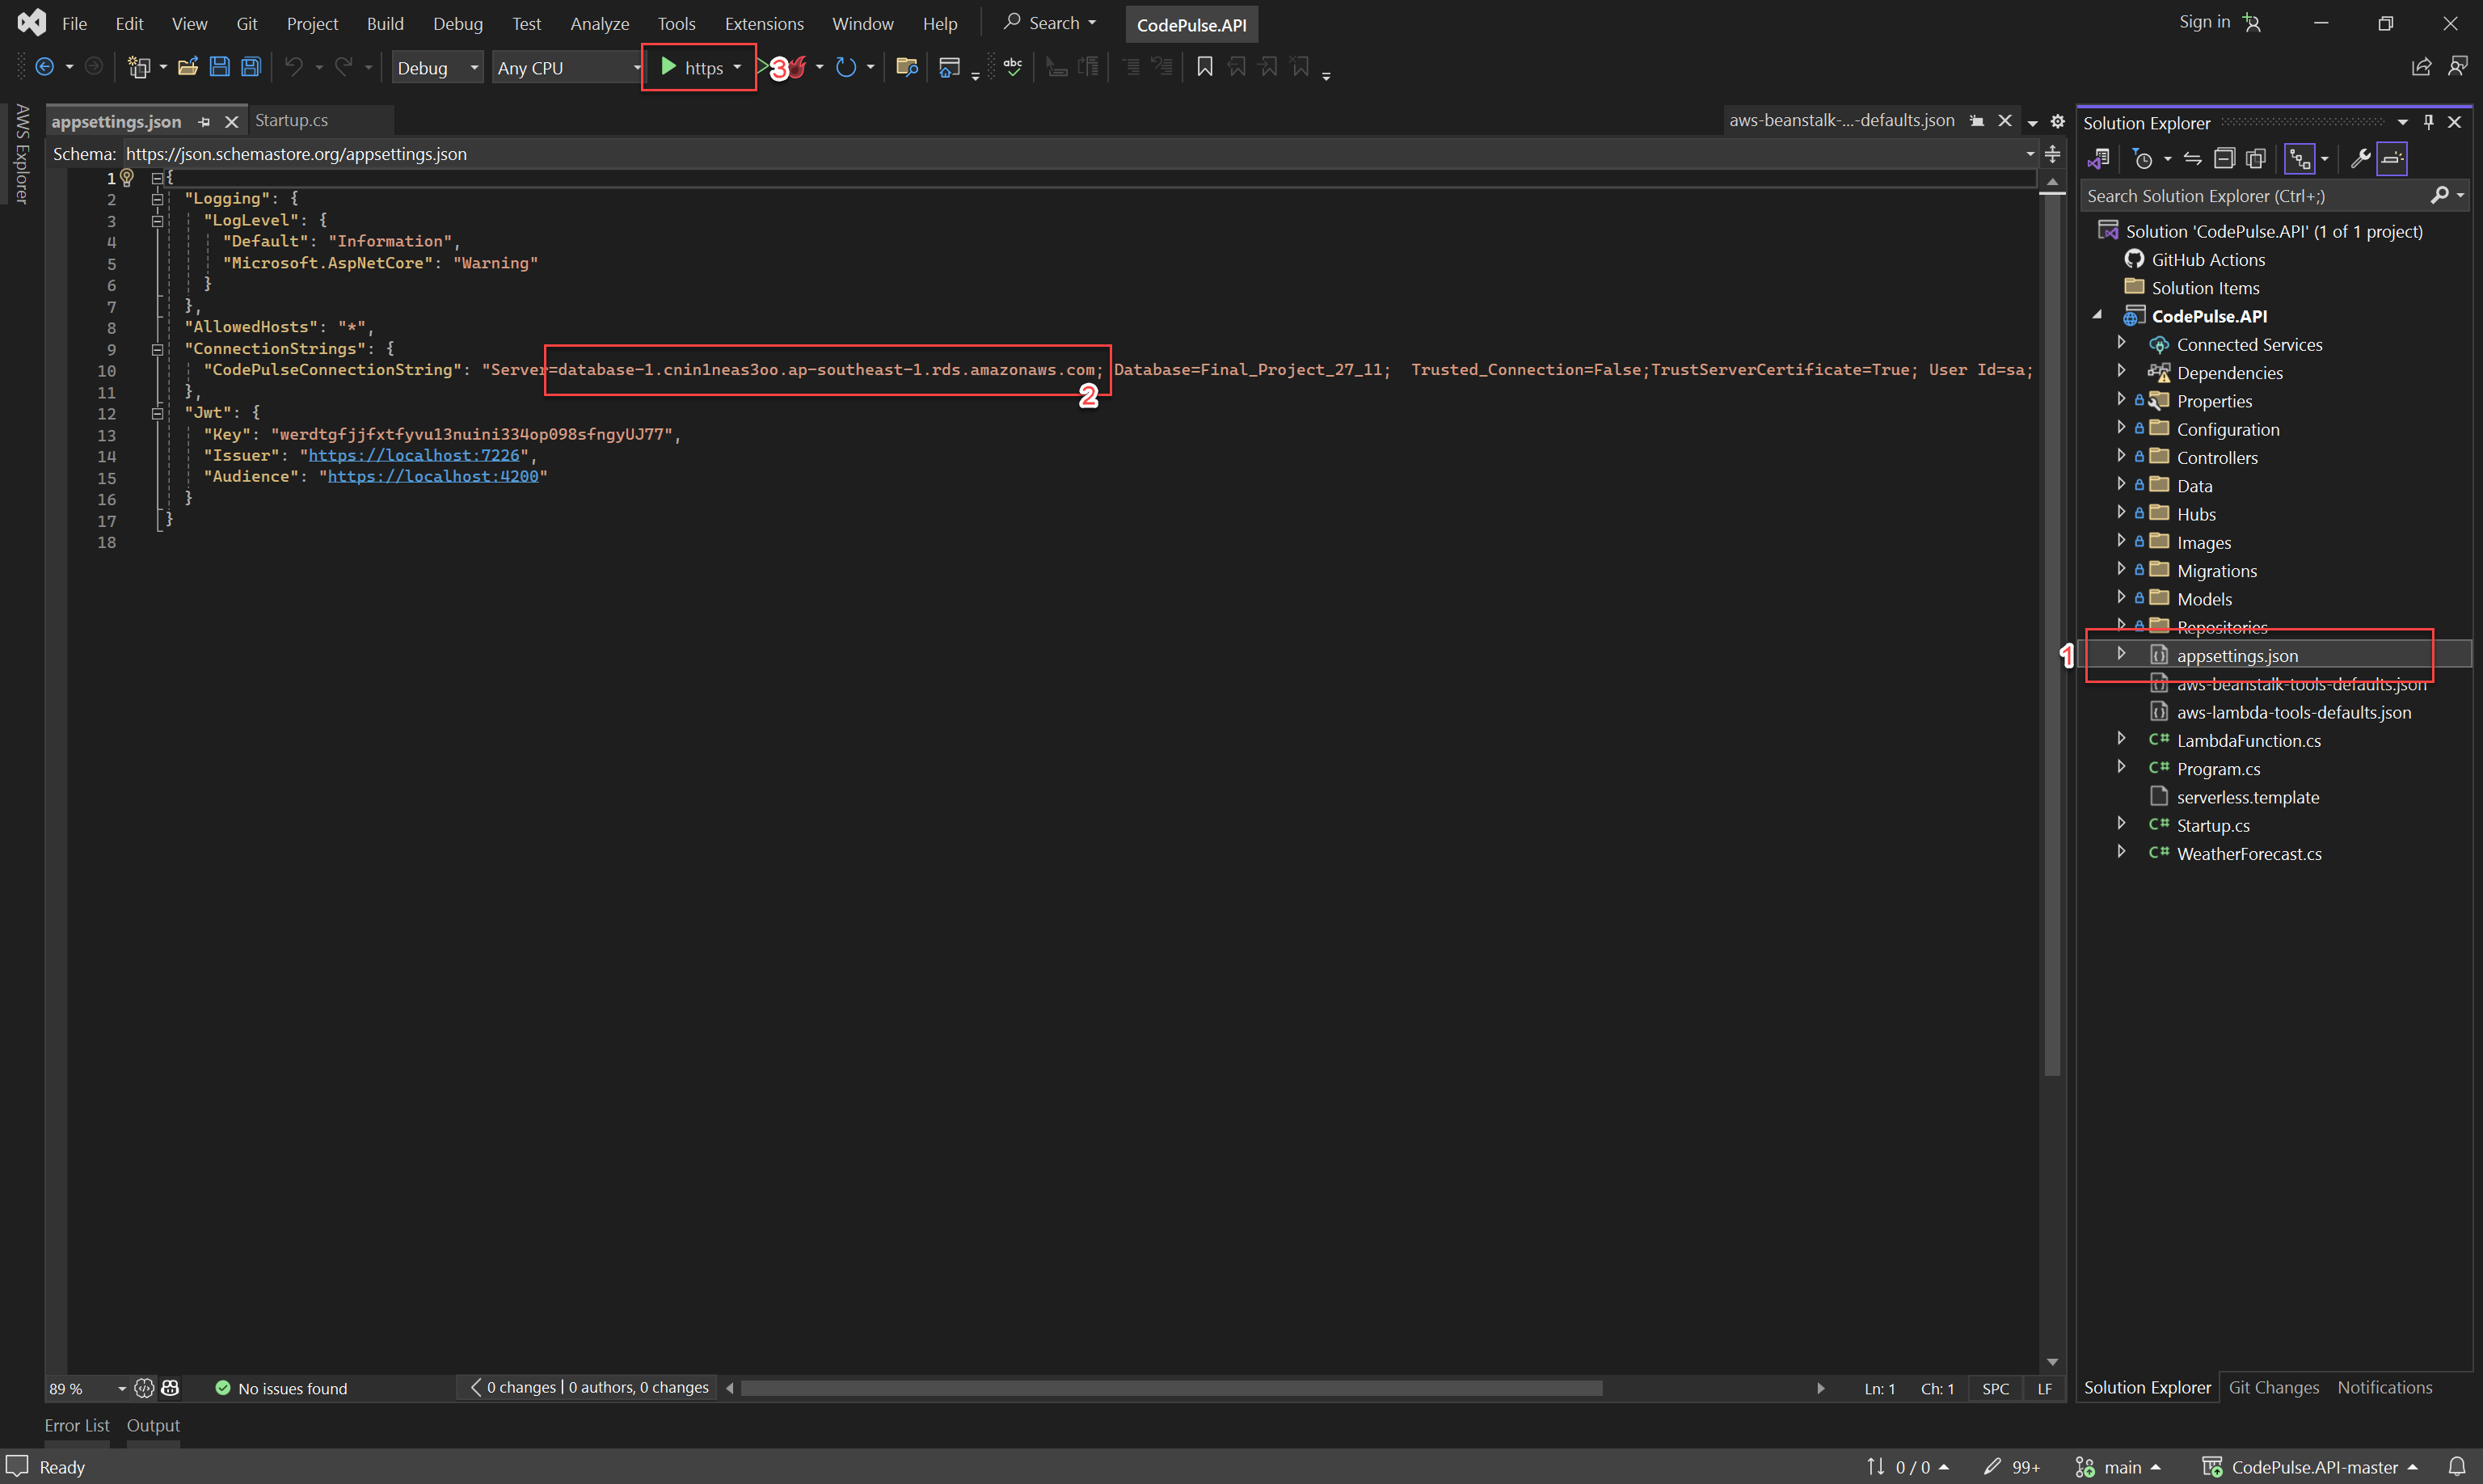 File Edit View Git Project Build Debug Test Analyze Tools Extensions Window Help Search CodePulse.API Sign in
Debug Any CPU https 3
AWS Explorer
appsettings.json Startup.cs aws-beanstalk-...-defaults.json
Schema: https://json.schemastore.org/appsettings.json
1 {
2 "Logging": {
3 "LogLevel": {
4 "Default": "Information",
5 "Microsoft.AspNetCore": "Warning"
6 }
7 },
8 "AllowedHosts": "*",
9 "ConnectionStrings": {
10 "CodePulseConnectionString": "Server=database-1.cnin1neas3oo.ap-southeast-1.rds.amazonaws.com; Database=Final_Project_27_11; Trusted_Connection=False;TrustServerCertificate=True; User Id=sa;
2
11 },
12 "Jwt": {
13 "Key": "werdtgfjjfxtfyvu13nuini334op098sfngyUJ77",
14 "Issuer": "https://localhost:7226",
15 "Audience": "https://localhost:4200"
16 }
17 }
18
89 % No issues found 0 changes | 0 authors, 0 changes Ln: 1 Ch: 1 SPC LF
Solution Explorer
Search Solution Explorer (Ctrl+;)
Solution 'CodePulse.API' (1 of 1 project)
GitHub Actions
Solution Items
CodePulse.API
Connected Services
Dependencies
Properties
Configuration
Controllers
Data
Hubs
Images
Migrations
Models
Repositories
1 appsettings.json
aws-beanstalk-tools-defaults.json
aws-lambda-tools-defaults.json
C# LambdaFunction.cs
C# Program.cs
serverless.template
C# Startup.cs
C# WeatherForecast.cs
Solution Explorer Git Changes Notifications
Error List Output
Ready 0 / 0 99+ main CodePulse.API-master